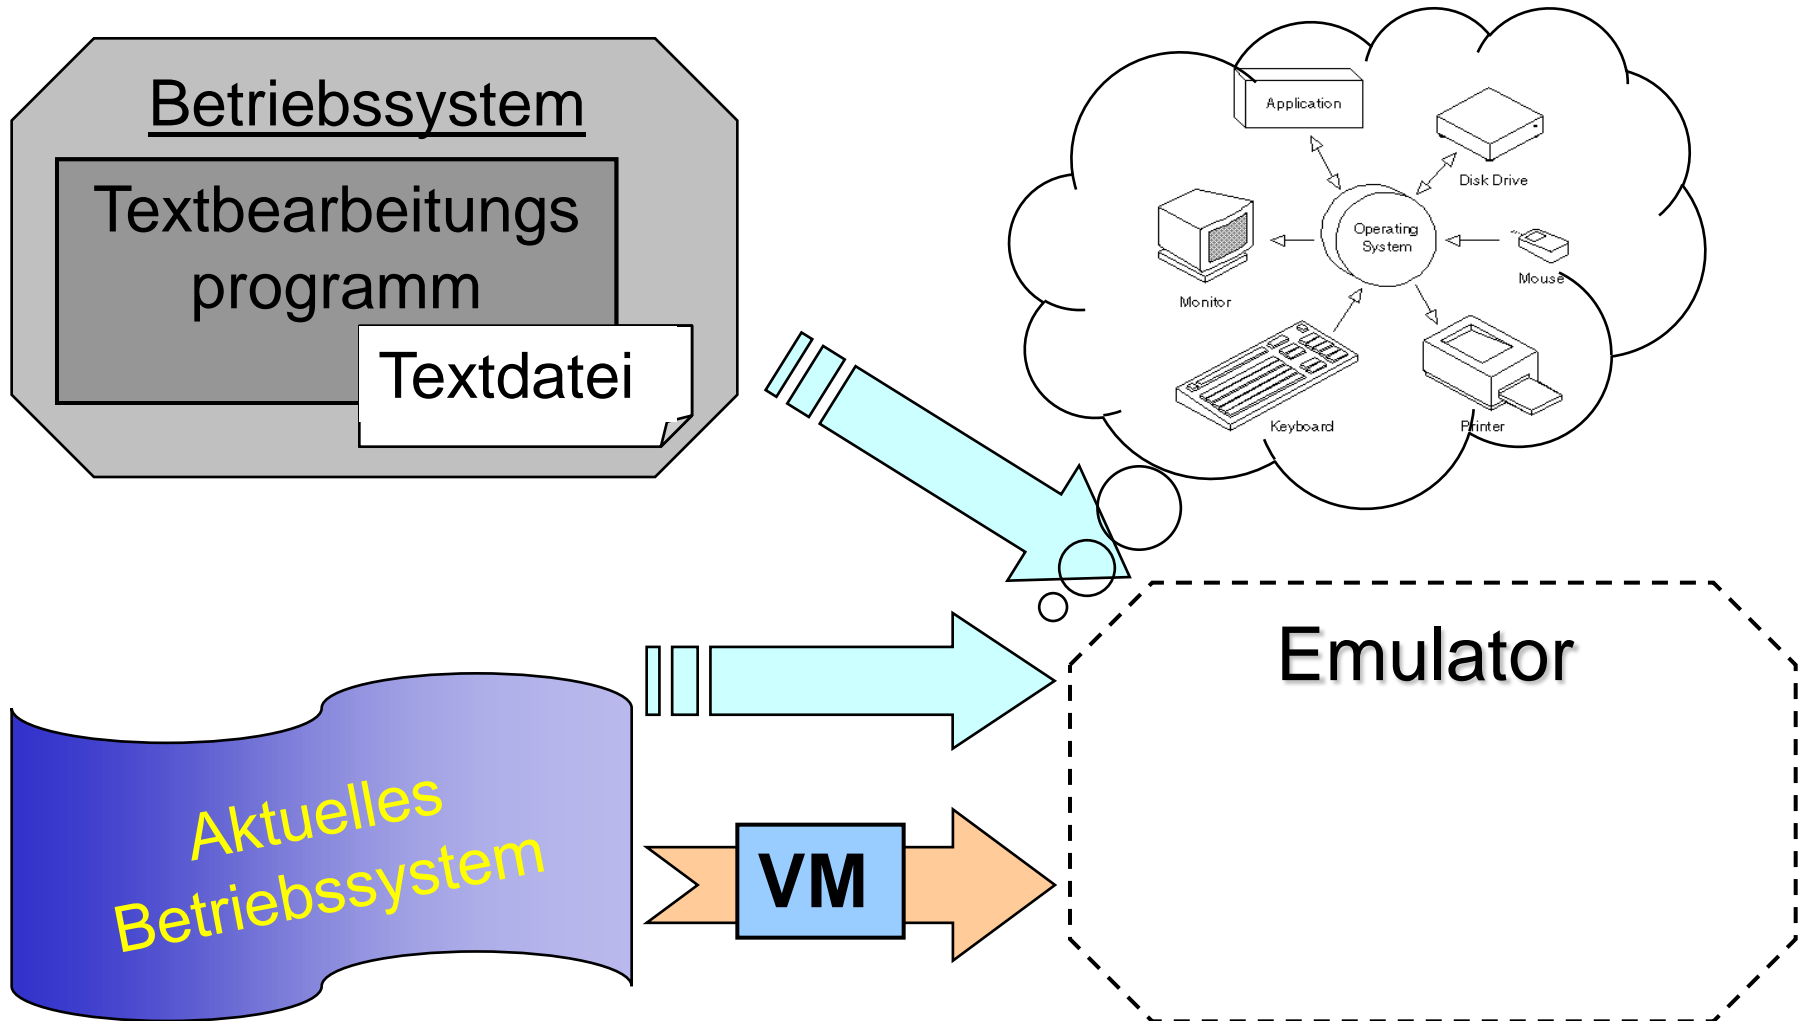 Betriebssystem
Textbearbeitungs
programm
Textdatei
Application
Disk Drive
Operating
System
Monitor
Mouse
Keyboard
Printer
Emulator
Aktuelles
Betriebssystem
VM